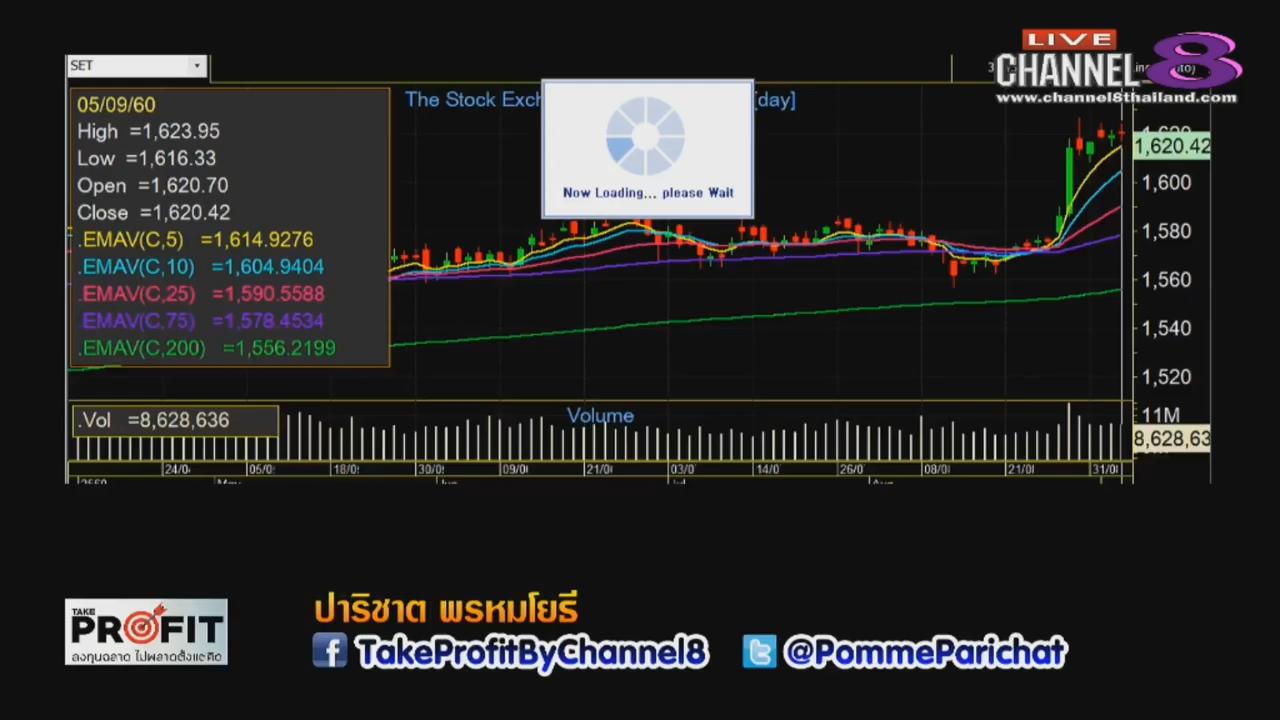 LIVE
CHANNEL 8
www.channel8thailand.com
SET
05/09/60
High =1,623.95
Low =1,616.33
Open =1,620.70
Close =1,620.42
.EMAV(C,5) =1,614.9276
.EMAV(C,10) =1,604.9404
.EMAV(C,25) =1,590.5588
.EMAV(C,75) =1,578.4534
.EMAV(C,200) =1,556.2199
The Stock Exch
[day]
Now Loading... please Wait
1,620.42
1,600
1,580
1,560
1,540
1,520
.Vol =8,628,636
Volume
11M
8,628,63
24/0 05/0 18/0 30/0 09/0 21/0 03/0 14/0 26/0 08/0 21/0 31/0
TAKE
PROFIT
ลงทุนฉลาด ไม่พลาดตั้งแต่คิด
ปาริชาต พรหมโยธี
TakeProfitByChannel8
@PommeParichat